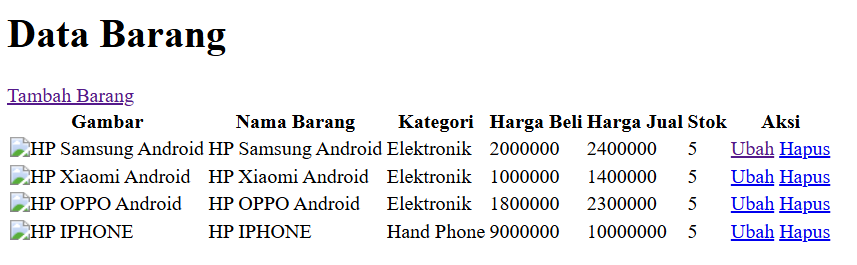 Data Barang
Tambah Barang
Gambar Nama Barang Kategori Harga Beli Harga Jual Stok Aksi
HP Samsung Android HP Samsung Android Elektronik 2000000 2400000 5 Ubah Hapus
HP Xiaomi Android HP Xiaomi Android Elektronik 1000000 1400000 5 Ubah Hapus
HP OPPO Android HP OPPO Android Elektronik 1800000 2300000 5 Ubah Hapus
HP IPHONE HP IPHONE Hand Phone 9000000 10000000 5 Ubah Hapus